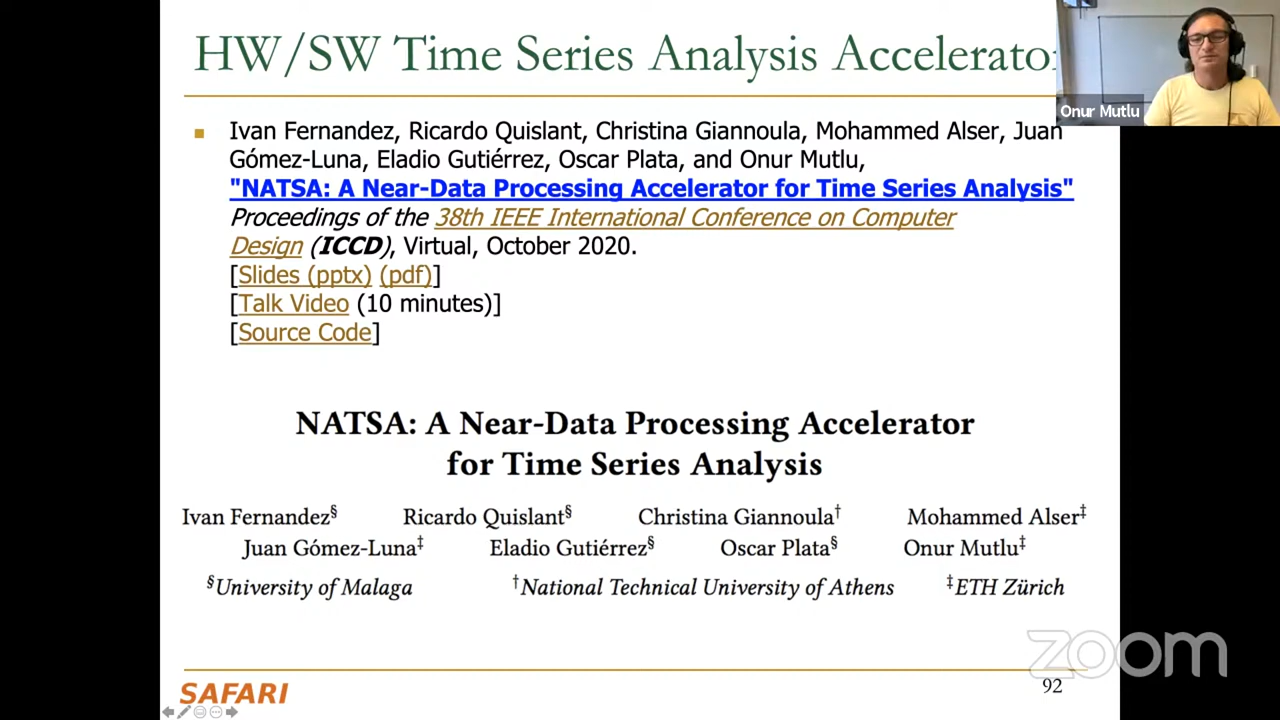 HW/SW Time Series Analysis Accelerator
Onur Mutlu
▪ Ivan Fernandez, Ricardo Quislant, Christina Giannoula, Mohammed Alser, Juan
Gómez-Luna, Eladio Gutiérrez, Oscar Plata, and Onur Mutlu,
"NATSA: A Near-Data Processing Accelerator for Time Series Analysis"
Proceedings of the 38th IEEE International Conference on Computer
Design (ICCD), Virtual, October 2020.
[Slides (pptx) (pdf)]
[Talk Video (10 minutes)]
[Source Code]
NATSA: A Near-Data Processing Accelerator
for Time Series Analysis
Ivan Fernandez§ Ricardo Quislant§ Christina Giannoula† Mohammed Alser‡
Juan Gómez-Luna‡ Eladio Gutiérrez§ Oscar Plata§ Onur Mutlu‡
§University of Malaga †National Technical University of Athens ‡ETH Zürich
zoom
SAFARI
92